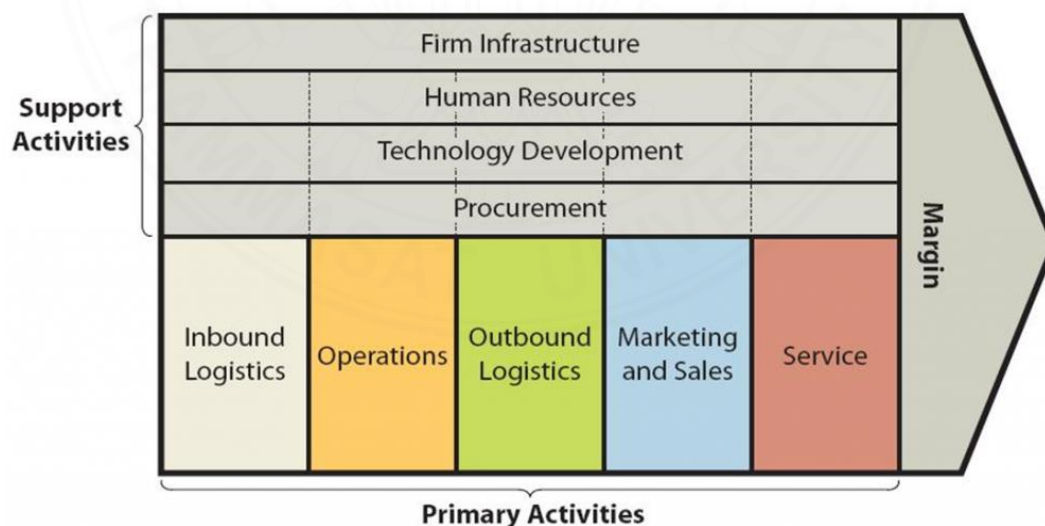 Firm Infrastructure
Support
Activities
Human Resources
Technology Development
Procurement
Margin
Inbound
Logistics
Operations
Outbound
Logistics
Marketing
and Sales
Service
Primary Activities